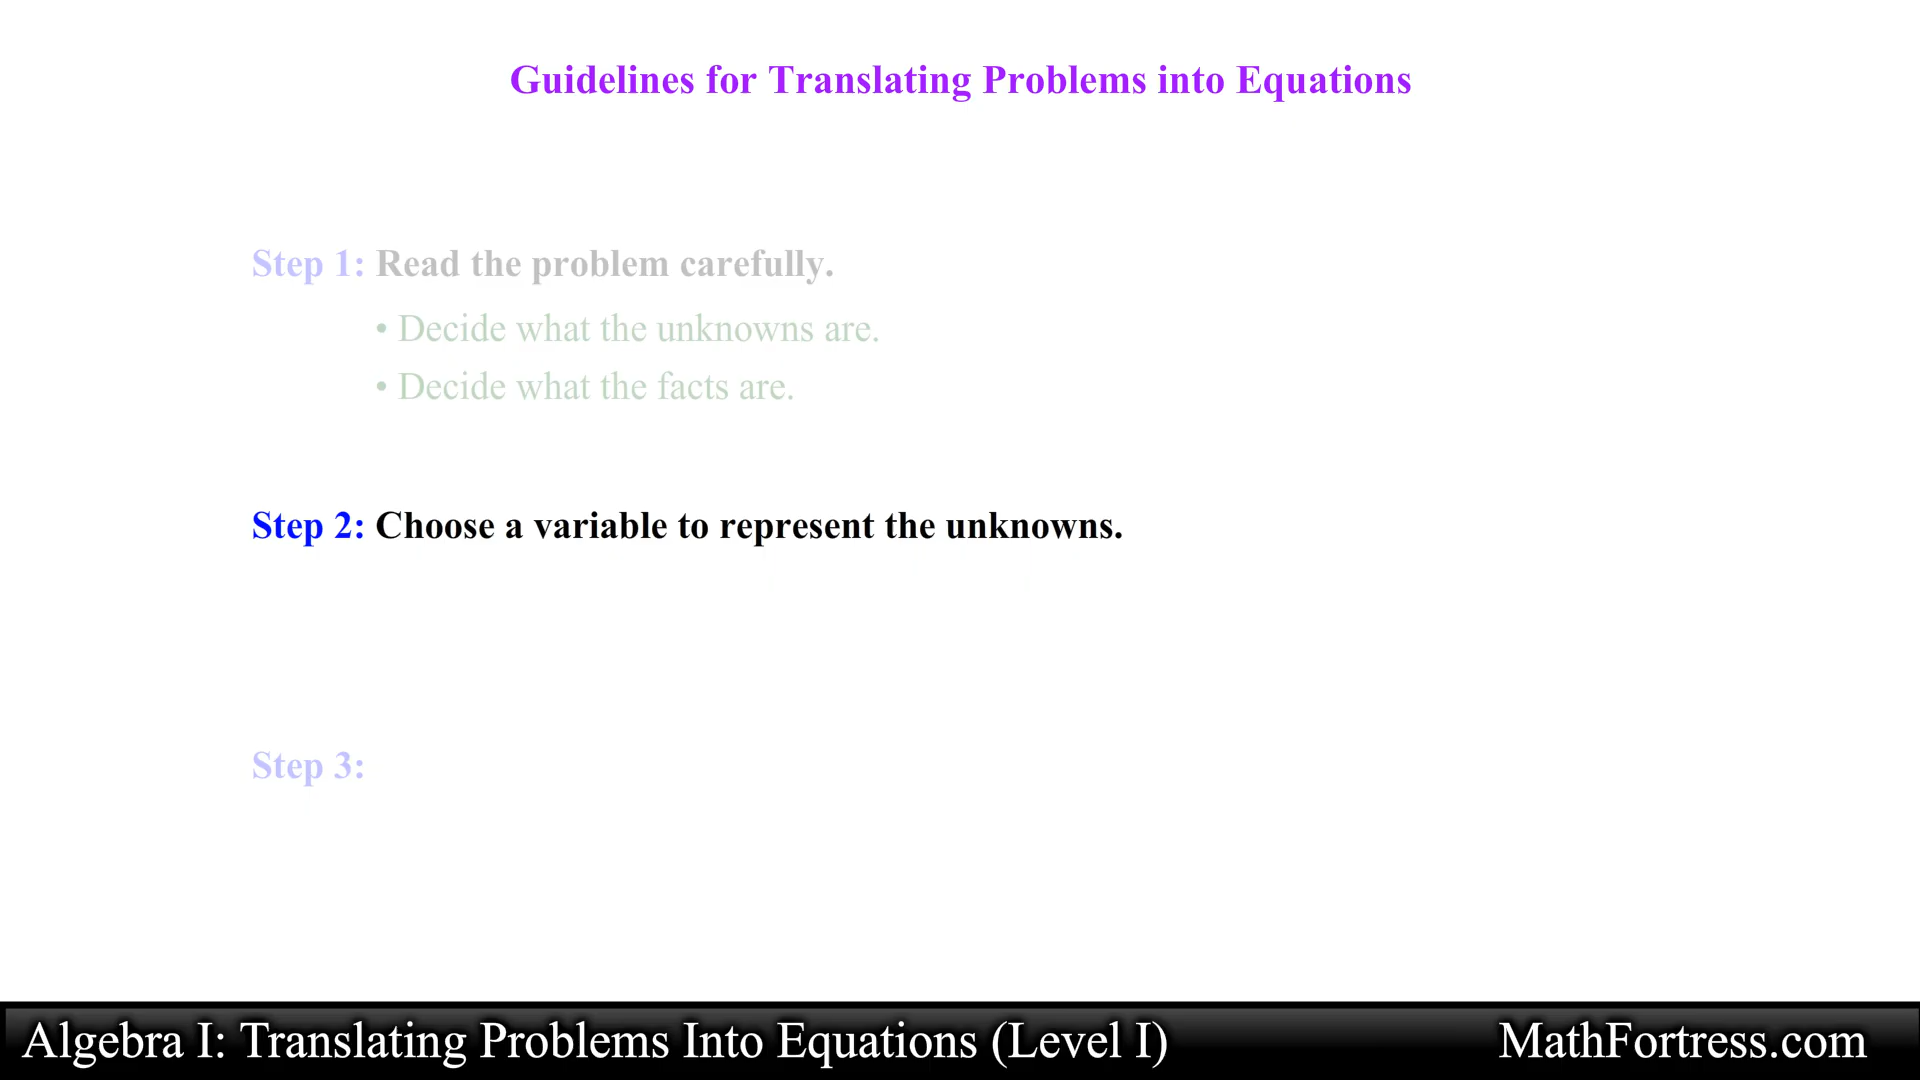 Guidelines for Translating Problems into Equations
Step 1: Read the problem carefully.
• Decide what the unknowns are.
• Decide what the facts are.
Step 2: Choose a variable to represent the unknowns.
Step 3:
Algebra I: Translating Problems Into Equations (Level I)
MathFortress.com